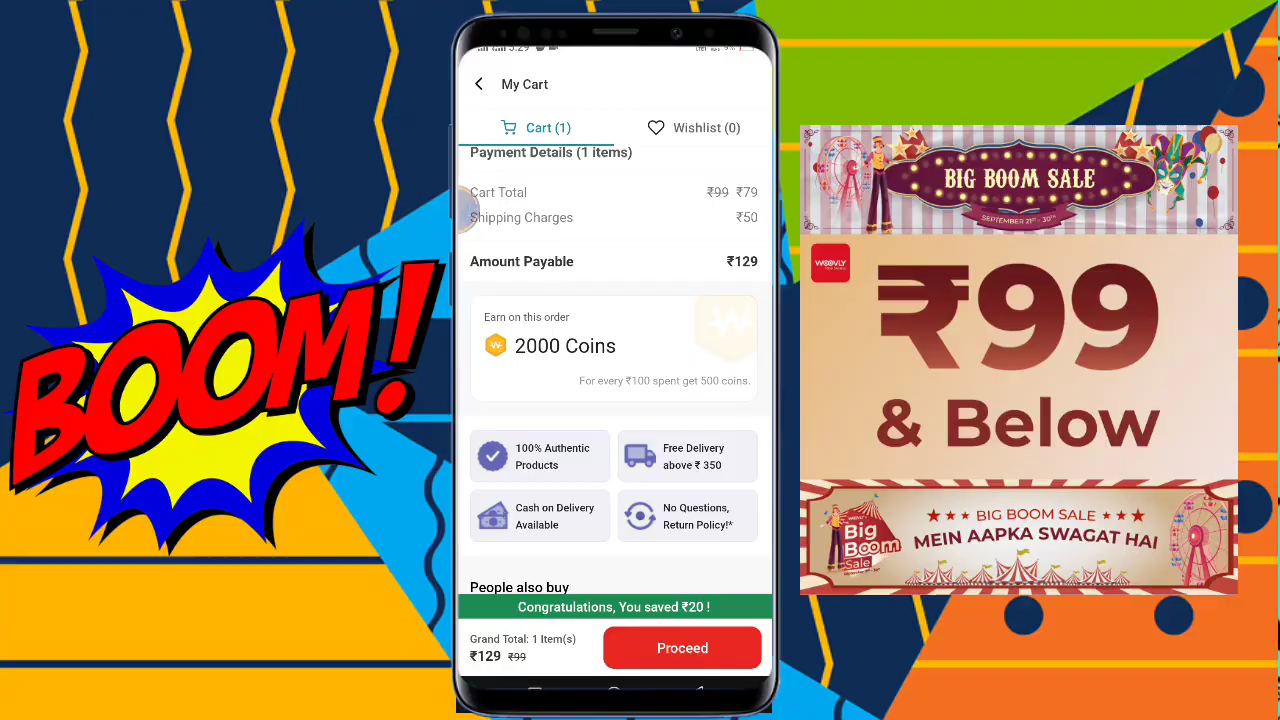 BOOM!
3:29
My Cart
Cart (1)
Wishlist (0)
Payment Details (1 items)
Cart Total ₹99 ₹79
Shipping Charges ₹50
Amount Payable ₹129
Earn on this order
2000 Coins
For every ₹100 spent get 500 coins.
100% Authentic
Products
Free Delivery
above ₹ 350
Cash on Delivery
Available
No Questions,
Return Policy!*
People also buy
Congratulations, You saved ₹20 !
Grand Total: 1 Item(s)
₹129 ₹99
Proceed
BIG BOOM SALE
SEPTEMBER 21ST - 30TH
WOOVLY
₹99
& Below
Big
Boom
Sale
BIG BOOM SALE
MEIN AAPKA SWAGAT HAI